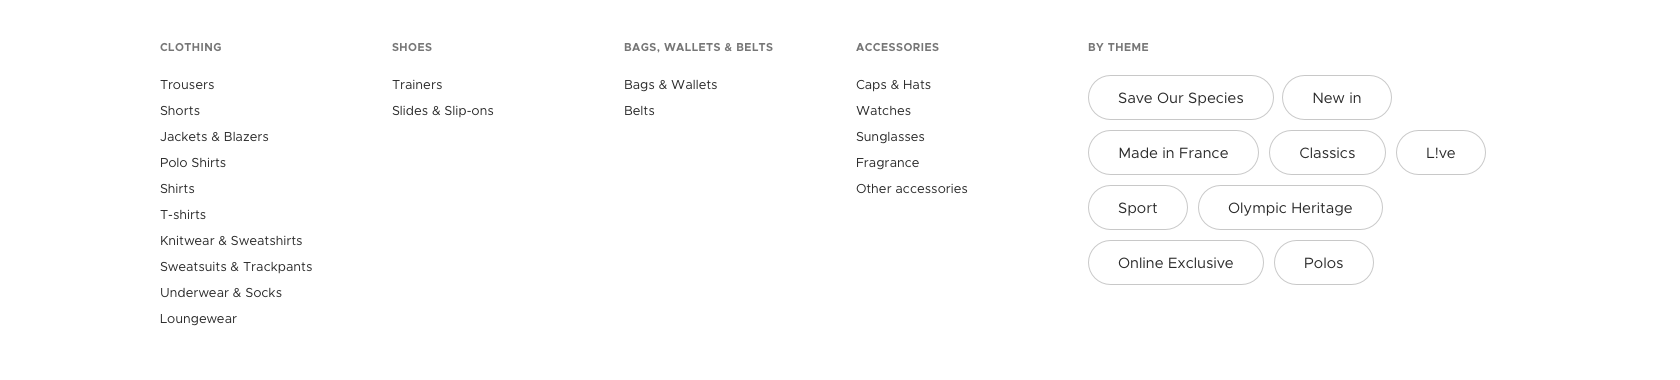 CLOTHING
Trousers
Shorts
Jackets & Blazers
Polo Shirts
Shirts
T-shirts
Knitwear & Sweatshirts
Sweatsuits & Trackpants
Underwear & Socks
Loungewear
SHOES
Trainers
Slides & Slip-ons
BAGS, WALLETS & BELTS
Bags & Wallets
Belts
ACCESSORIES
Caps & Hats
Watches
Sunglasses
Fragrance
Other accessories
BY THEME
Save Our Species
New in
Made in France
Classics
L!ve
Sport
Olympic Heritage
Online Exclusive
Polos